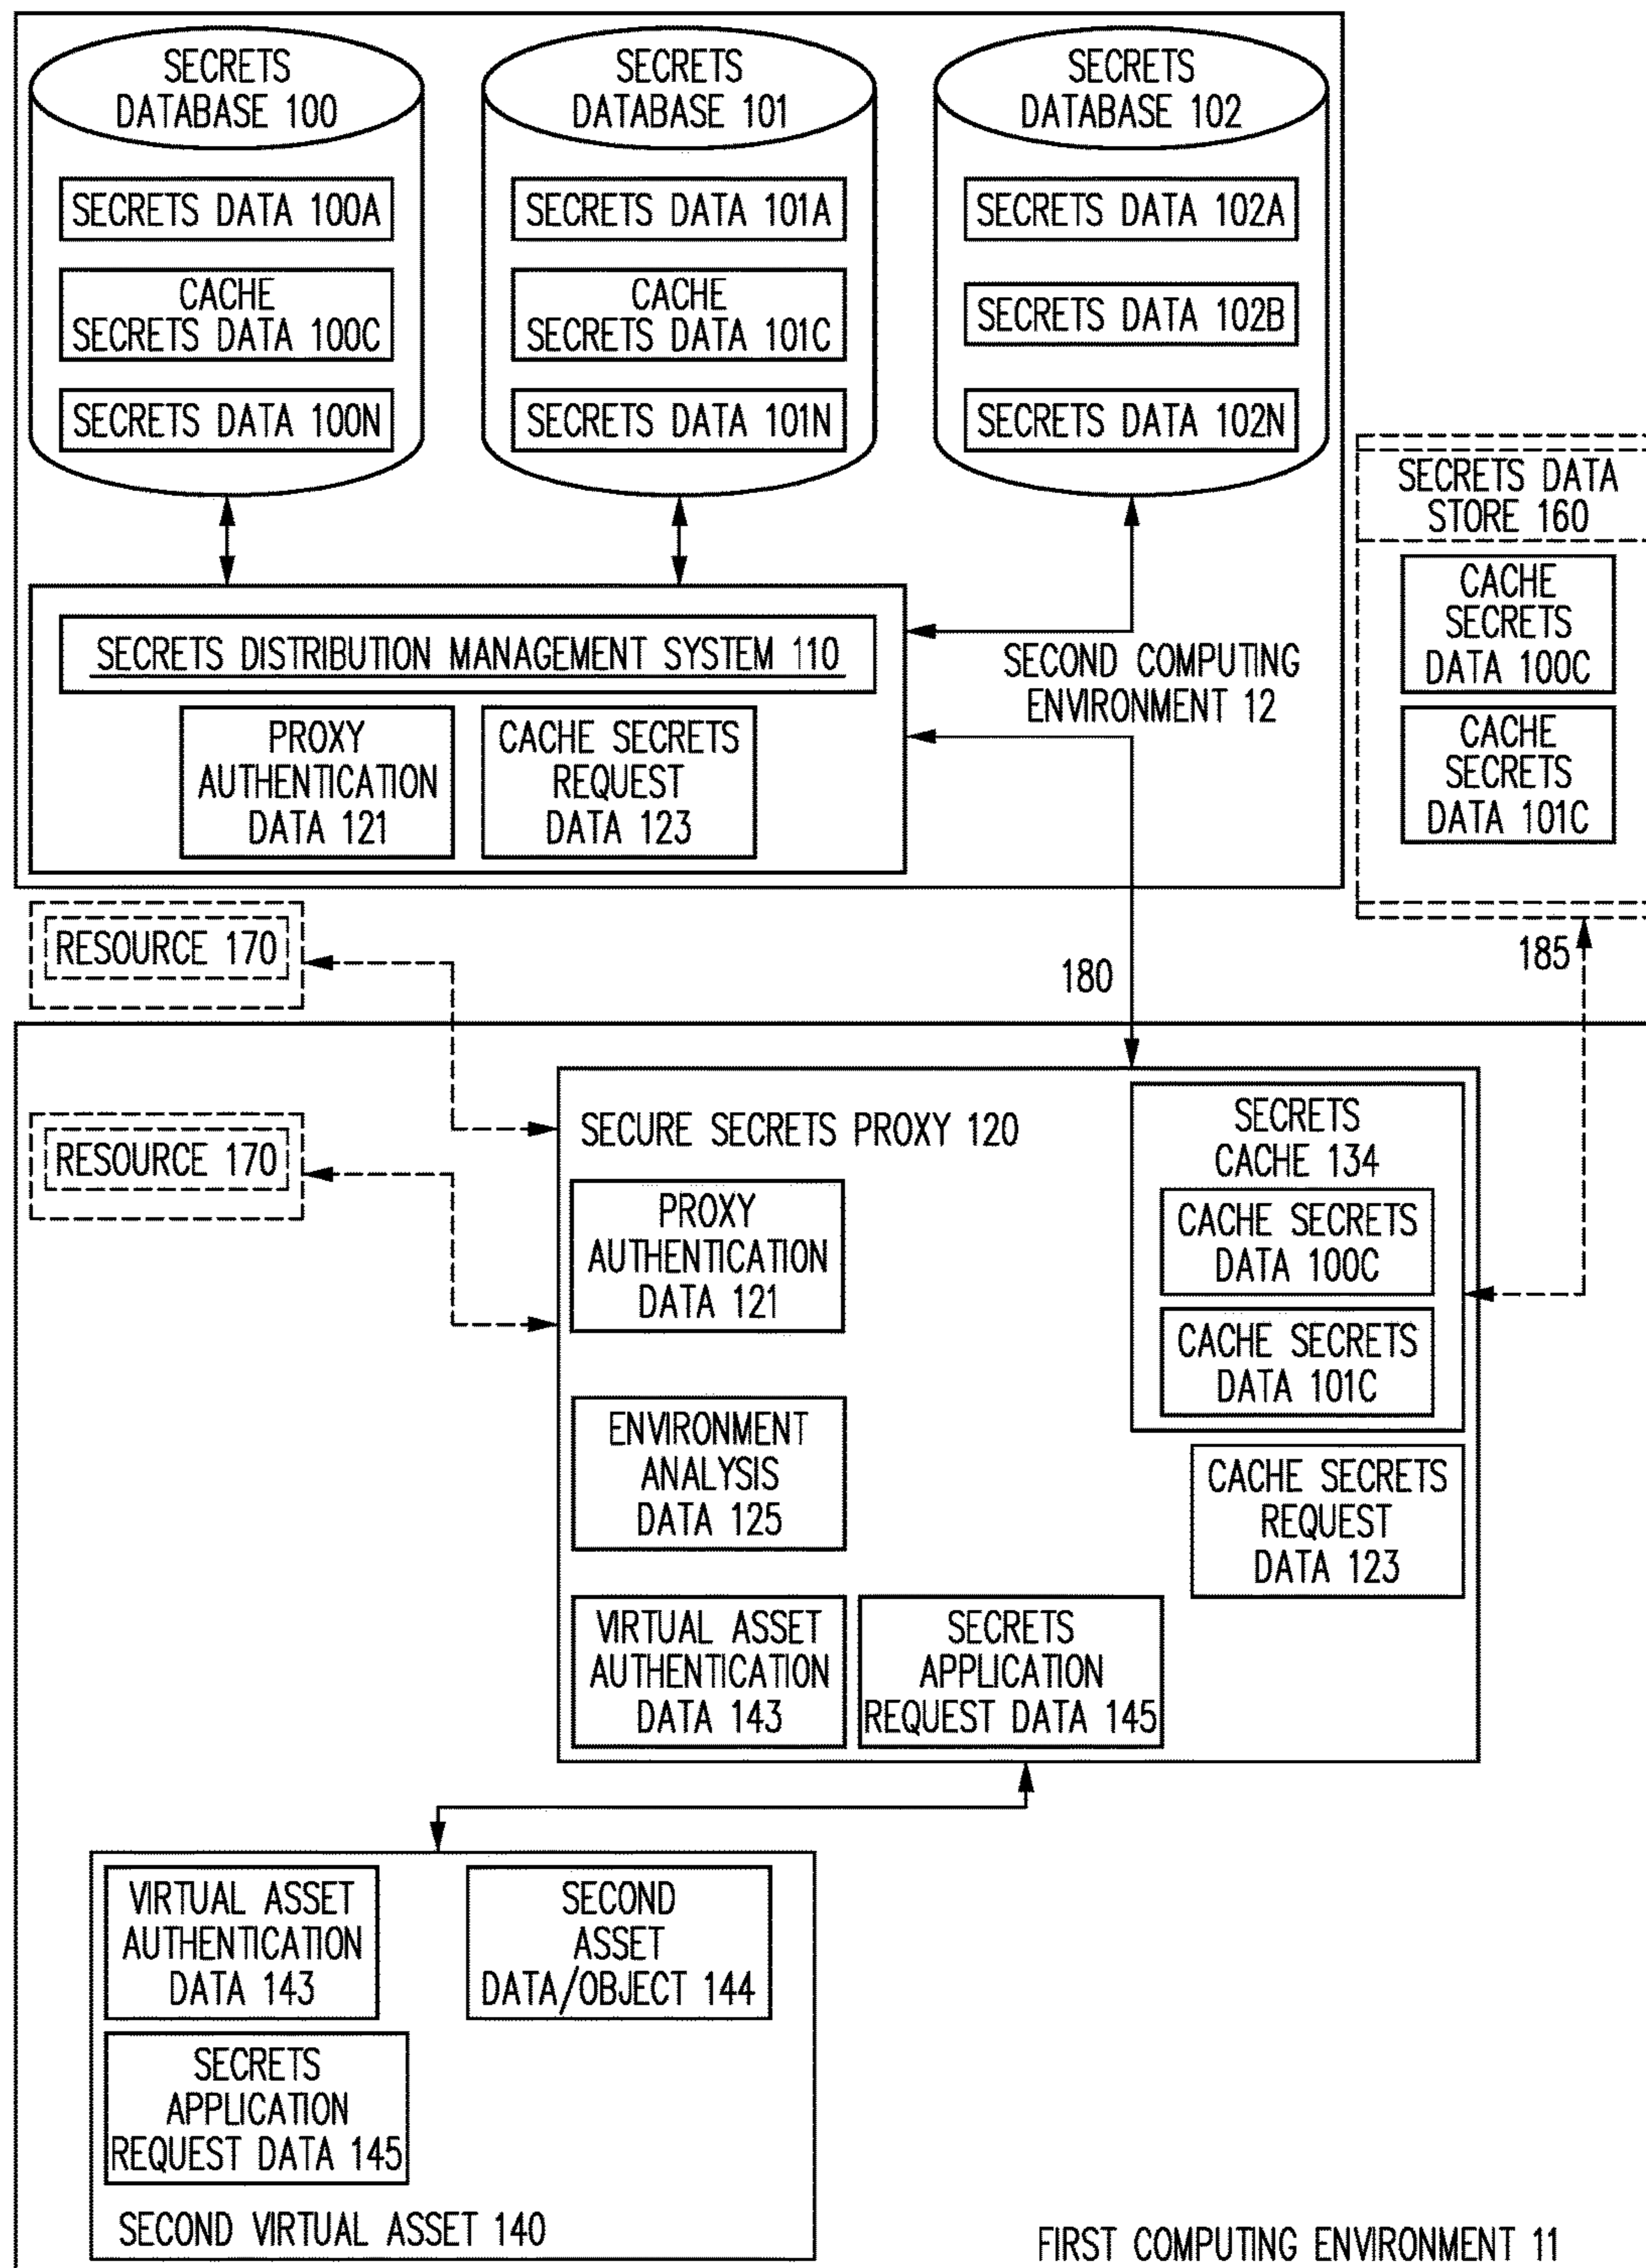 SECRETS
DATABASE 100
SECRETS DATA 100A
CACHE
SECRETS DATA 100C
SECRETS DATA 100N
SECRETS
DATABASE 101
SECRETS DATA 101A
CACHE
SECRETS DATA 101C
SECRETS DATA 101N
SECRETS
DATABASE 102
SECRETS DATA 102A
SECRETS DATA 102B
SECRETS DATA 102N
SECRETS DATA
STORE 160
CACHE
SECRETS
DATA 100C
CACHE
SECRETS
DATA 101C
SECRETS DISTRIBUTION MANAGEMENT SYSTEM 110
PROXY
AUTHENTICATION
DATA 121
CACHE SECRETS
REQUEST
DATA 123
SECOND COMPUTING
ENVIRONMENT 12
RESOURCE 170
180
185
RESOURCE 170
SECURE SECRETS PROXY 120
PROXY
AUTHENTICATION
DATA 121
SECRETS
CACHE 134
CACHE SECRETS
DATA 100C
CACHE SECRETS
DATA 101C
ENVIRONMENT
ANALYSIS
DATA 125
CACHE SECRETS
REQUEST
DATA 123
VIRTUAL ASSET
AUTHENTICATION
DATA 143
SECRETS
APPLICATION
REQUEST DATA 145
VIRTUAL ASSET
AUTHENTICATION
DATA 143
SECOND
ASSET
DATA/OBJECT 144
SECRETS
APPLICATION
REQUEST DATA 145
SECOND VIRTUAL ASSET 140
FIRST COMPUTING ENVIRONMENT 11